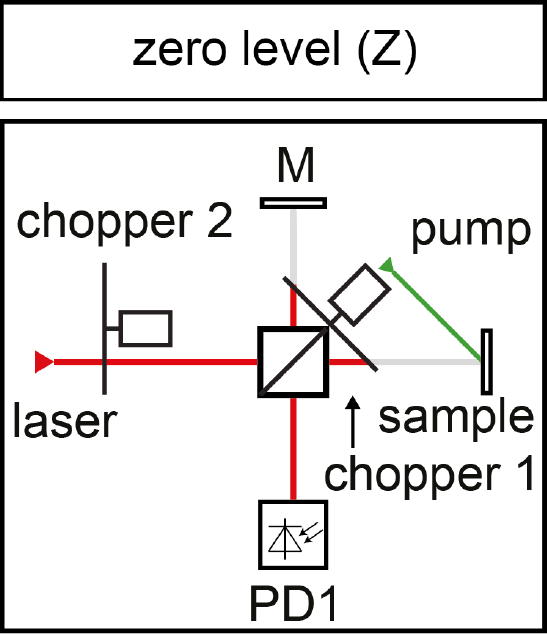 zero level (Z)
M
chopper 2
pump
laser
sample
chopper 1
PD1